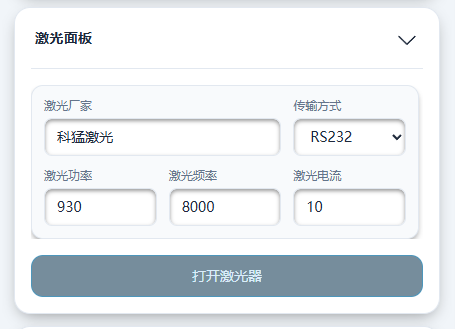 激光面板
激光厂家 传输方式
科猛激光 RS232
激光功率 激光频率 激光电流
930 8000 10
打开激光器